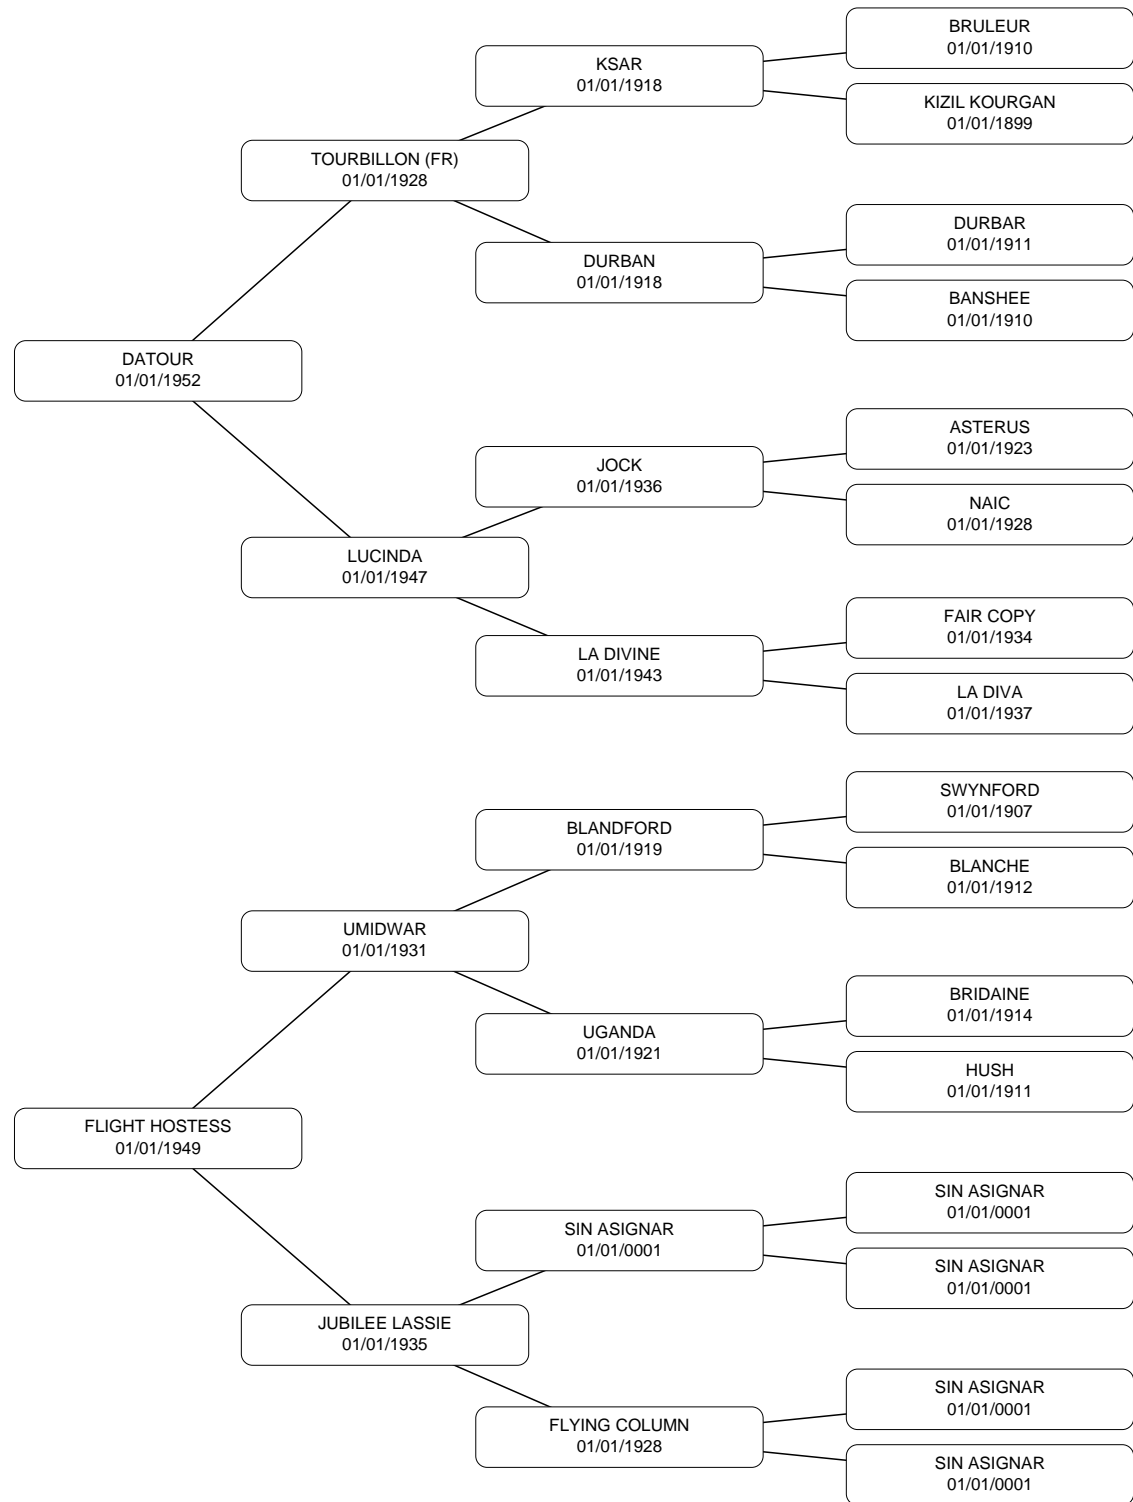 BRULEUR
01/01/1910
KSAR
01/01/1918
KIZIL KOURGAN
01/01/1899
TOURBILLON (FR)
01/01/1928
DURBAR
01/01/1911
DURBAN
01/01/1918
BANSHEE
01/01/1910
DATOUR
01/01/1952
ASTERUS
01/01/1923
JOCK
01/01/1936
NAIC
01/01/1928
LUCINDA
01/01/1947
FAIR COPY
01/01/1934
LA DIVINE
01/01/1943
LA DIVA
01/01/1937
SWYNFORD
01/01/1907
BLANDFORD
01/01/1919
BLANCHE
01/01/1912
UMIDWAR
01/01/1931
BRIDAINE
01/01/1914
UGANDA
01/01/1921
HUSH
01/01/1911
FLIGHT HOSTESS
01/01/1949
SIN ASIGNAR
01/01/0001
SIN ASIGNAR
01/01/0001
SIN ASIGNAR
01/01/0001
JUBILEE LASSIE
01/01/1935
SIN ASIGNAR
01/01/0001
FLYING COLUMN
01/01/1928
SIN ASIGNAR
01/01/0001